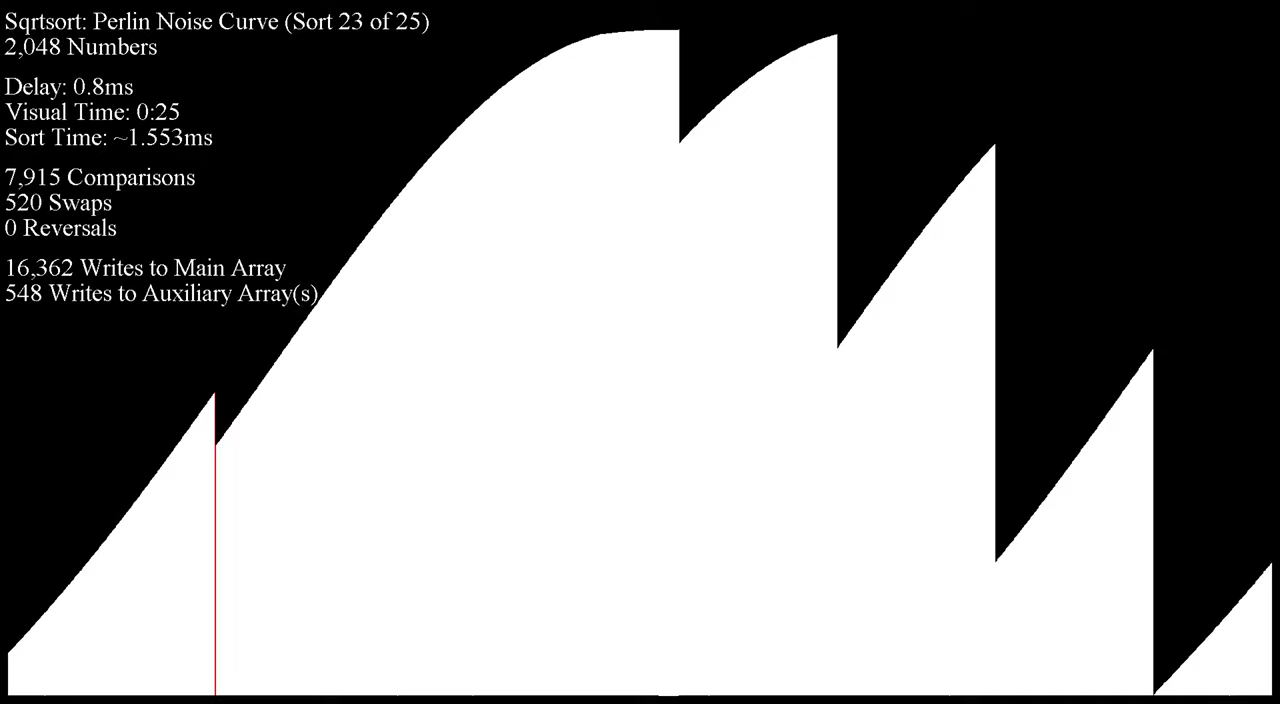 Sqrtsort: Perlin Noise Curve (Sort 23 of 25)
2,048 Numbers
Delay: 0.8ms
Visual Time: 0:25
Sort Time: ~1.553ms
7,915 Comparisons
520 Swaps
0 Reversals
16,362 Writes to Main Array
548 Writes to Auxiliary Array(s)